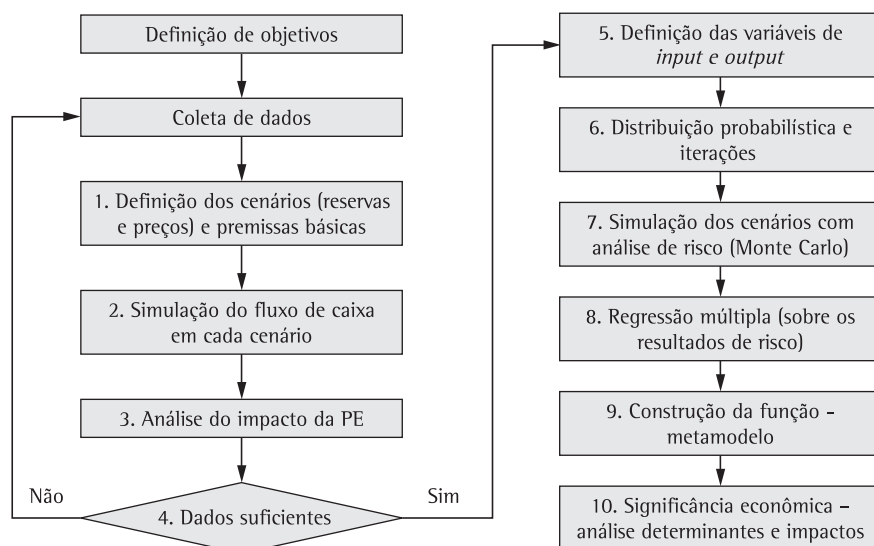 Definição de objetivos
Coleta de dados
1. Definição dos cenários (reservas
e preços) e premissas básicas
2. Simulação do fluxo de caixa
em cada cenário
3. Análise do impacto da PE
Não
4. Dados suficientes
Sim
5. Definição das variáveis de
input e output
6. Distribuição probabilística e
iterações
7. Simulação dos cenários com
análise de risco (Monte Carlo)
8. Regressão múltipla (sobre os
resultados de risco)
9. Construção da função –
metamodelo
10. Significância econômica –
análise determinantes e impactos